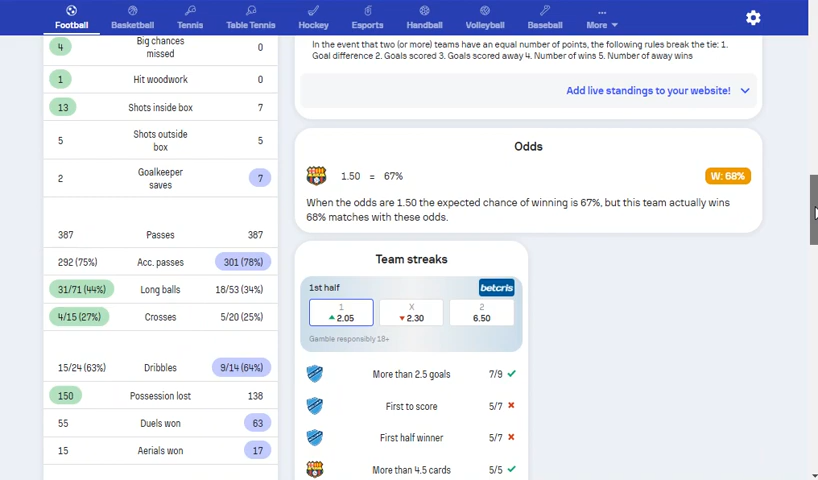 Football
Basketball
Tennis
Table Tennis
Hockey
Esports
Handball
Volleyball
Baseball
More
4 Big chances missed 0
1 Hit woodwork 0
13 Shots inside box 7
5 Shots outside box 5
2 Goalkeeper saves 7
387 Passes 387
292 (75%) Acc. passes 301 (78%)
31/71 (44%) Long balls 18/53 (34%)
4/15 (27%) Crosses 5/20 (25%)
15/24 (63%) Dribbles 9/14 (64%)
150 Possession lost 138
55 Duels won 63
15 Aerials won 17
In the event that two (or more) teams have an equal number of points, the following rules break the tie: 1.
Goal difference 2. Goals scored 3. Goals scored away 4. Number of wins 5. Number of away wins
Add live standings to your website!
Odds
1.50 = 67% W: 68%
When the odds are 1.50 the expected chance of winning is 67%, but this team actually wins
68% matches with these odds.
Team streaks
1st half betcris
1 X 2
2.05 2.30 6.50
Gamble responsibly 18+
More than 2.5 goals 7/9
First to score 5/7
First half winner 5/7
More than 4.5 cards 5/5